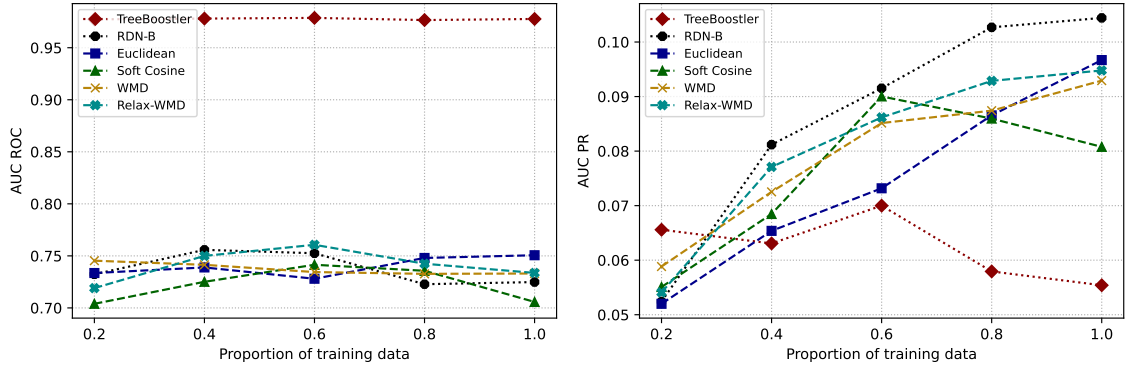 TreeBoostler
RDN-B
Euclidean
Soft Cosine
WMD
Relax-WMD
0.95
0.90
0.85
0.80
0.75
0.70
AUC ROC
0.2
0.4
0.6
0.8
1.0
Proportion of training data
TreeBoostler
RDN-B
Euclidean
Soft Cosine
WMD
Relax-WMD
0.10
0.09
0.08
0.07
0.06
0.05
AUC PR
0.2
0.4
0.6
0.8
1.0
Proportion of training data